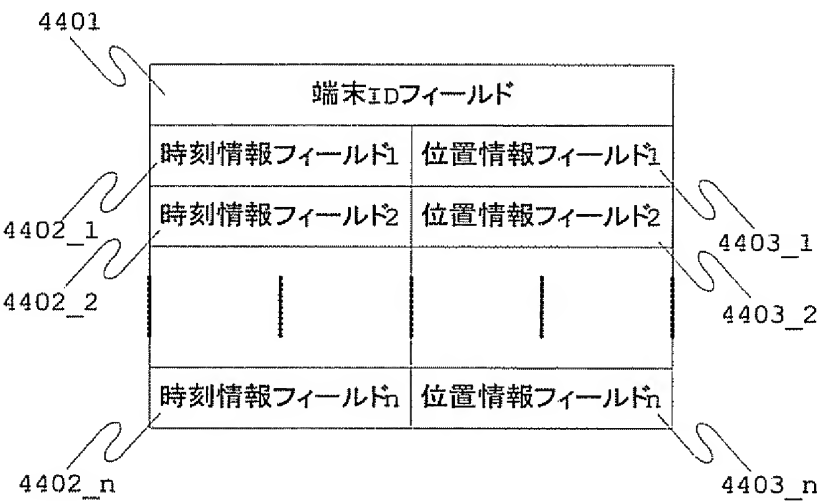 4401
端末IDフィールド
時刻情報フィールド1 位置情報フィールド1
4402_1 4403_1
時刻情報フィールド2 位置情報フィールド2
4402_2 4403_2
時刻情報フィールドn 位置情報フィールドn
4402_n 4403_n